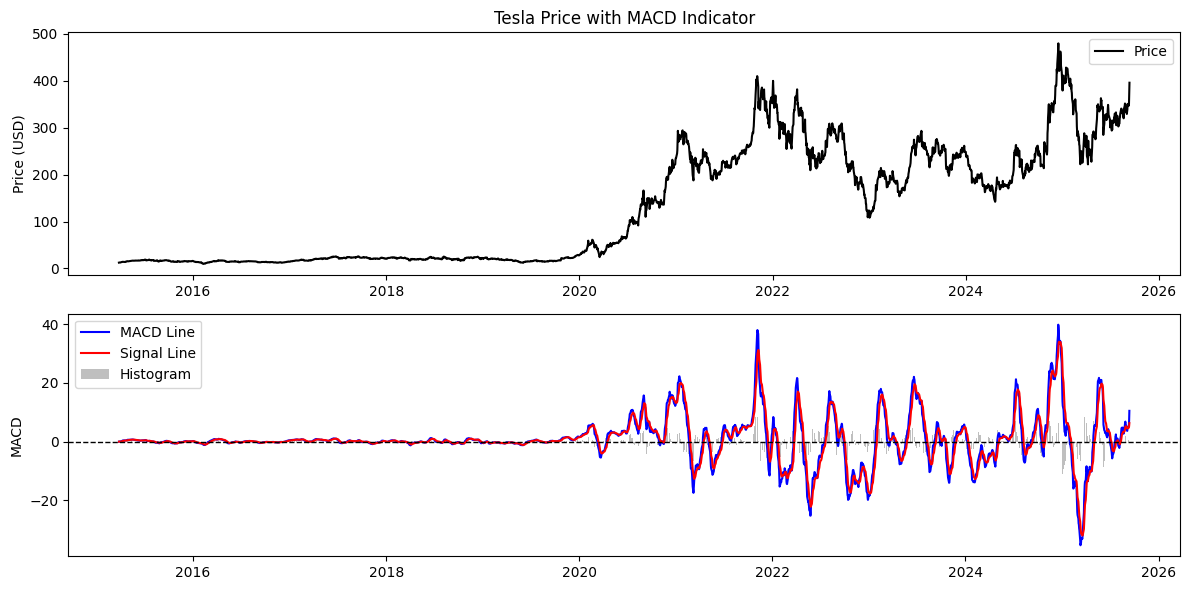 Tesla Price with MACD Indicator
Price (USD)
500
400
300
200
100
0
Price
2016 2018 2020 2022 2024 2026
MACD
40
20
0
−20
MACD Line
Signal Line
Histogram
2016 2018 2020 2022 2024 2026